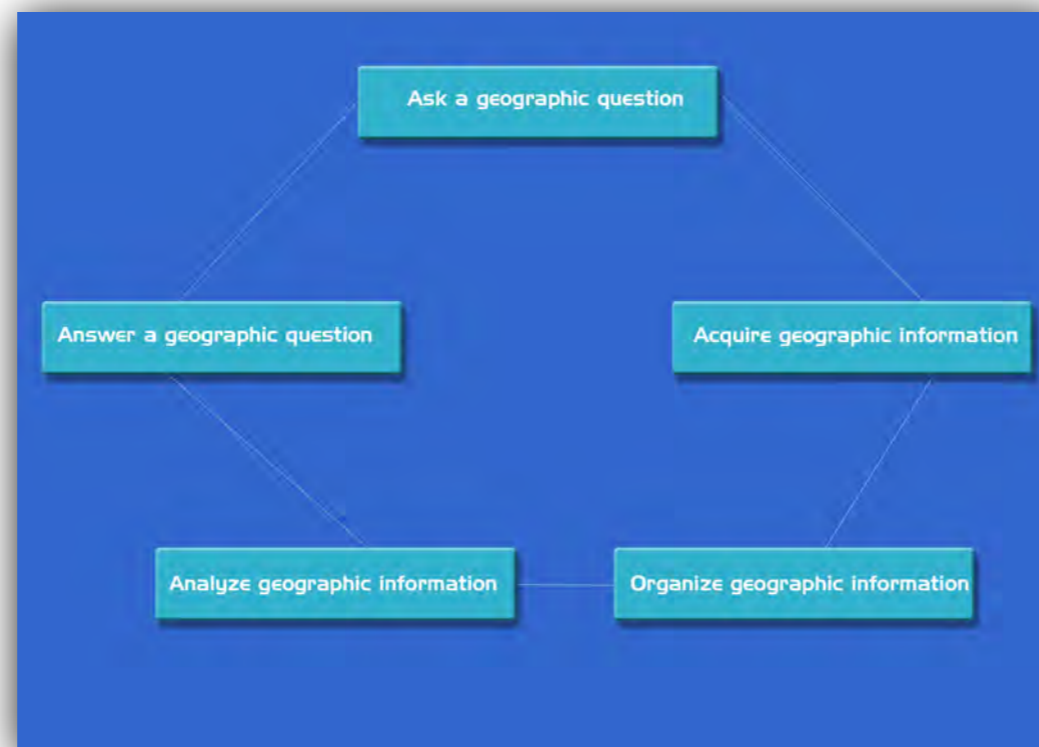 Ask a geographic question
Answer a geographic question
Acquire geographic information
Analyze geographic information
Organize geographic information